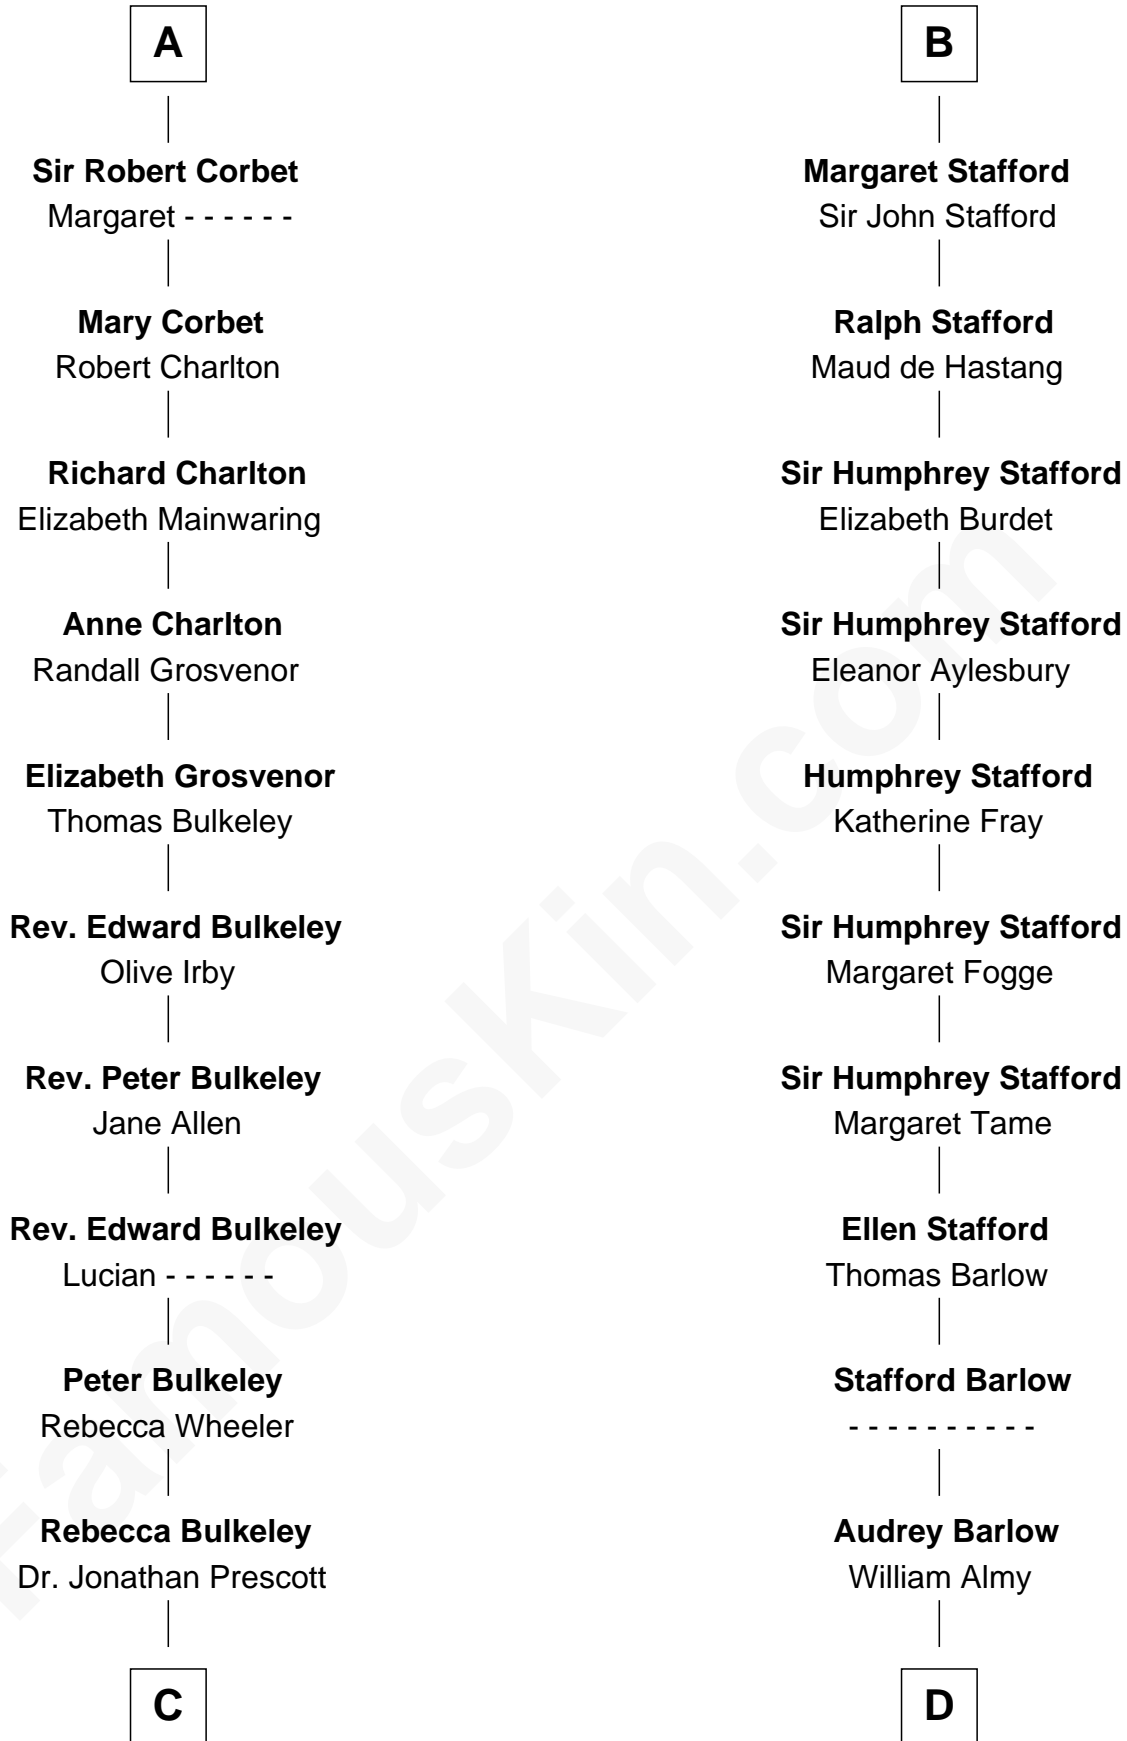 A
Sir Robert Corbet
Margaret - - - - - -
Mary Corbet
Robert Charlton
Richard Charlton
Elizabeth Mainwaring
Anne Charlton
Randall Grosvenor
Elizabeth Grosvenor
Thomas Bulkeley
Rev. Edward Bulkeley
Olive Irby
Rev. Peter Bulkeley
Jane Allen
Rev. Edward Bulkeley
Lucian - - - - - -
Peter Bulkeley
Rebecca Wheeler
Rebecca Bulkeley
Dr. Jonathan Prescott
C
B
Margaret Stafford
Sir John Stafford
Ralph Stafford
Maud de Hastang
Sir Humphrey Stafford
Elizabeth Burdet
Sir Humphrey Stafford
Eleanor Aylesbury
Humphrey Stafford
Katherine Fray
Sir Humphrey Stafford
Margaret Fogge
Sir Humphrey Stafford
Margaret Tame
Ellen Stafford
Thomas Barlow
Stafford Barlow
- - - - - - - - - -
Audrey Barlow
William Almy
D
FamousKin.com